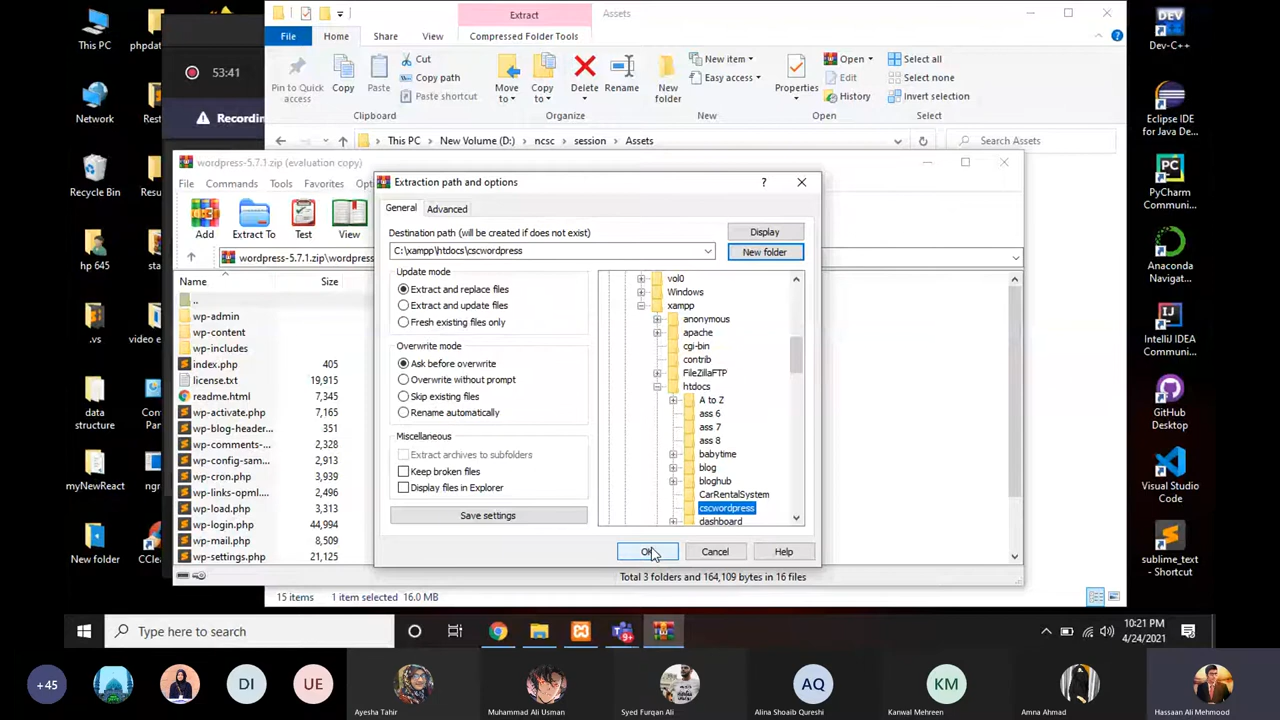 This PC
phpdat
Network
Rest
Recycle Bin
Resu
hp 645
sta
.vs
video e
data
structure
Con
Par
myNewReact
ngr
New folder
CCle
53:41
Recordin
Extract
Assets
File
Home
Share
View
Compressed Folder Tools
Pin to Quick
access
Copy
Paste
Cut
Copy path
Paste shortcut
Clipboard
Move
to
Copy
to
Delete
Rename
Organize
New
folder
New item
Easy access
New
Properties
Open
Edit
History
Open
Select all
Select none
Invert selection
Select
This PC > New Volume (D:) > ncsc > session > Assets
Search Assets
wordpress-5.7.1.zip (evaluation copy)
File Commands Tools Favorites Opt
Add
Extract To
Test
View
wordpress-5.7.1.zip\wordpress
Name
Size
..
wp-admin
wp-content
wp-includes
index.php 405
license.txt 19,915
readme.html 7,345
wp-activate.php 7,165
wp-blog-header... 351
wp-comments-... 2,328
wp-config-sam... 2,913
wp-cron.php 3,939
wp-links-opml.... 2,496
wp-load.php 3,313
wp-login.php 44,994
wp-mail.php 8,509
wp-settings.php 21,125
Total 3 folders and 164,109 bytes in 16 files
Extraction path and options
?
General
Advanced
Destination path (will be created if does not exist)
C:\xampp\htdocs\cscwordpress
Display
New folder
Update mode
Extract and replace files
Extract and update files
Fresh existing files only
Overwrite mode
Ask before overwrite
Overwrite without prompt
Skip existing files
Rename automatically
Miscellaneous
Extract archives to subfolders
Keep broken files
Display files in Explorer
Save settings
vol0
Windows
xampp
anonymous
apache
cgi-bin
contrib
FileZillaFTP
htdocs
A to Z
ass 6
ass 7
ass 8
babytime
blog
bloghub
CarRentalSystem
cscwordpress
dashboard
OK
Cancel
Help
15 items
1 item selected 16.0 MB
Dev-C++
Eclipse IDE
for Java De...
PyCharm
Communi...
Anaconda
Navigat...
IntelliJ IDEA
Communi...
GitHub
Desktop
Visual Studio
Code
sublime_text
- Shortcut
Type here to search
10:21 PM
4/24/2021
+45
DI
UE
Ayesha Tahir
Muhammad Ali Usman
Syed Furqan Ali
AQ
Alina Shoaib Qureshi
KM
Kanwal Mehreen
Amna Ahmad
Hassaan Ali Mehmood